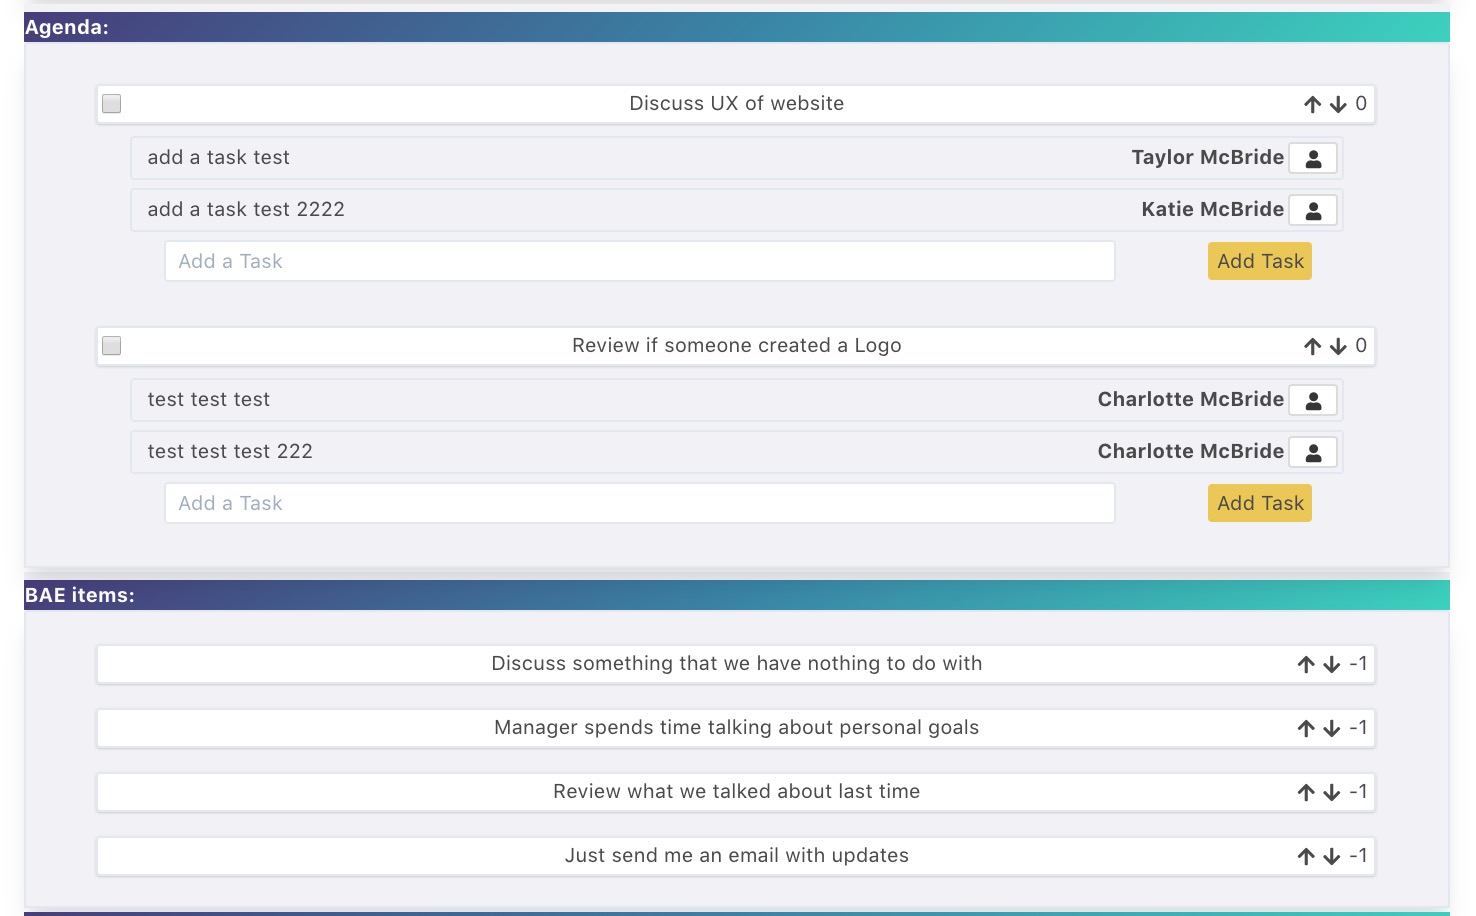 Agenda:
Discuss UX of website 0
add a task test Taylor McBride
add a task test 2222 Katie McBride
Add a Task Add Task
Review if someone created a Logo 0
test test test Charlotte McBride
test test test 222 Charlotte McBride
Add a Task Add Task
BAE items:
Discuss something that we have nothing to do with -1
Manager spends time talking about personal goals -1
Review what we talked about last time -1
Just send me an email with updates -1